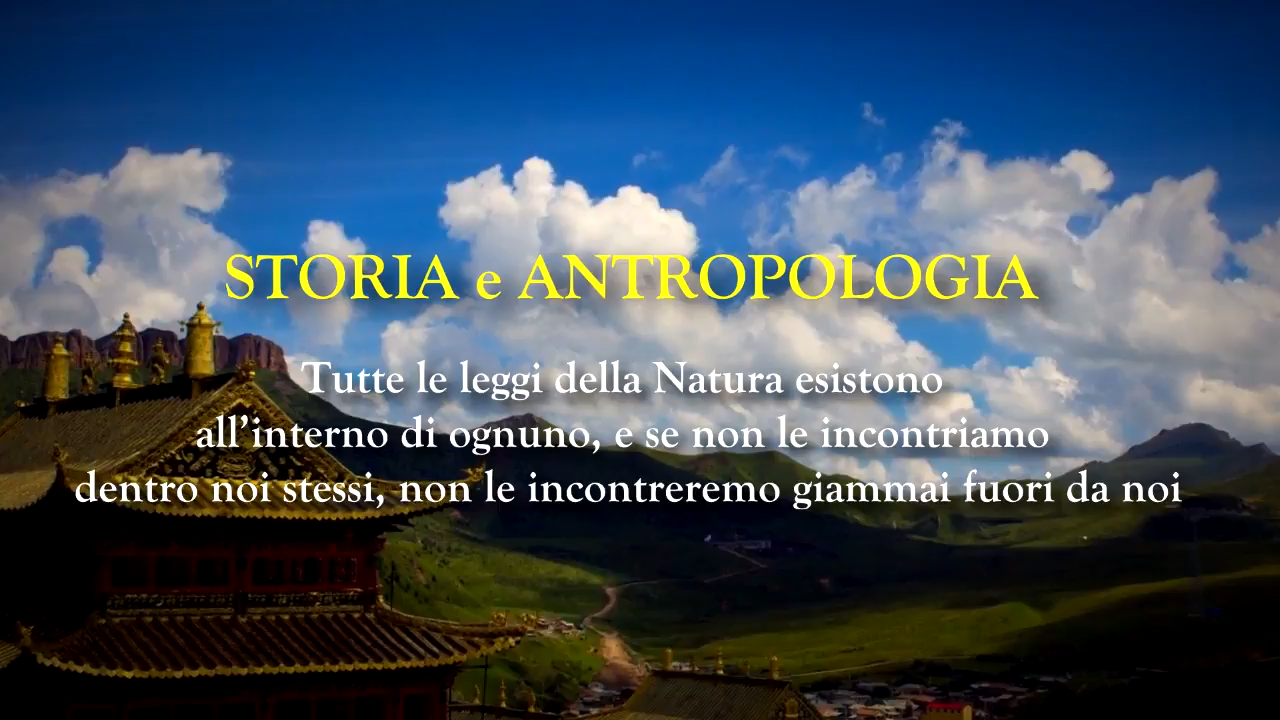 STORIA e ANTROPOLOGIA
Tutte le leggi della Natura esistono
all’interno di ognuno, e se non le incontriamo
dentro noi stessi, non le incontreremo giammai fuori da noi